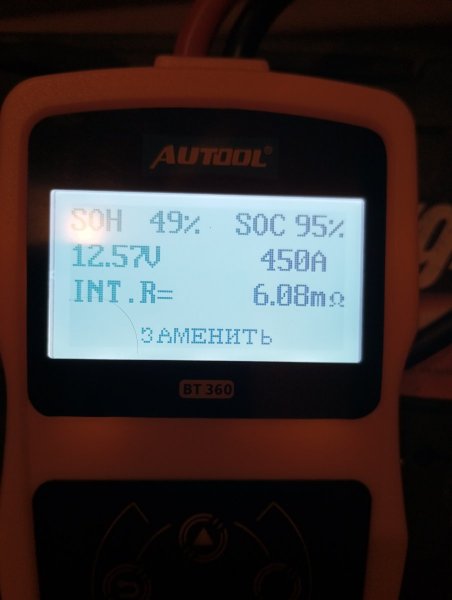 AUTOOL®
SOH 49% SOC 95%
12.57V 450A
INT.R= 6.08mΩ
ЗАМЕНИТЬ
BT 360